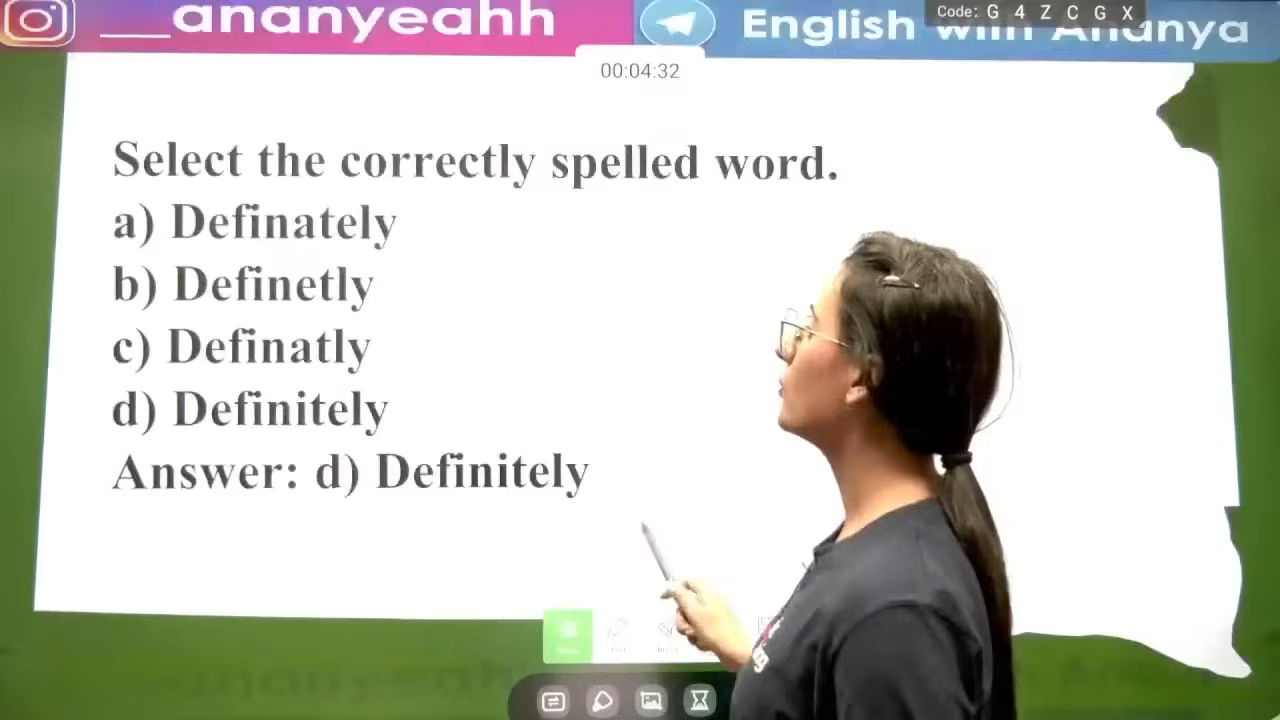 ___ananyeahh
English with Ananya
Code: G 4 Z C G X
00:04:32
Select the correctly spelled word.
a) Definately
b) Definetly
c) Definatly
d) Definitely
Answer: d) Definitely